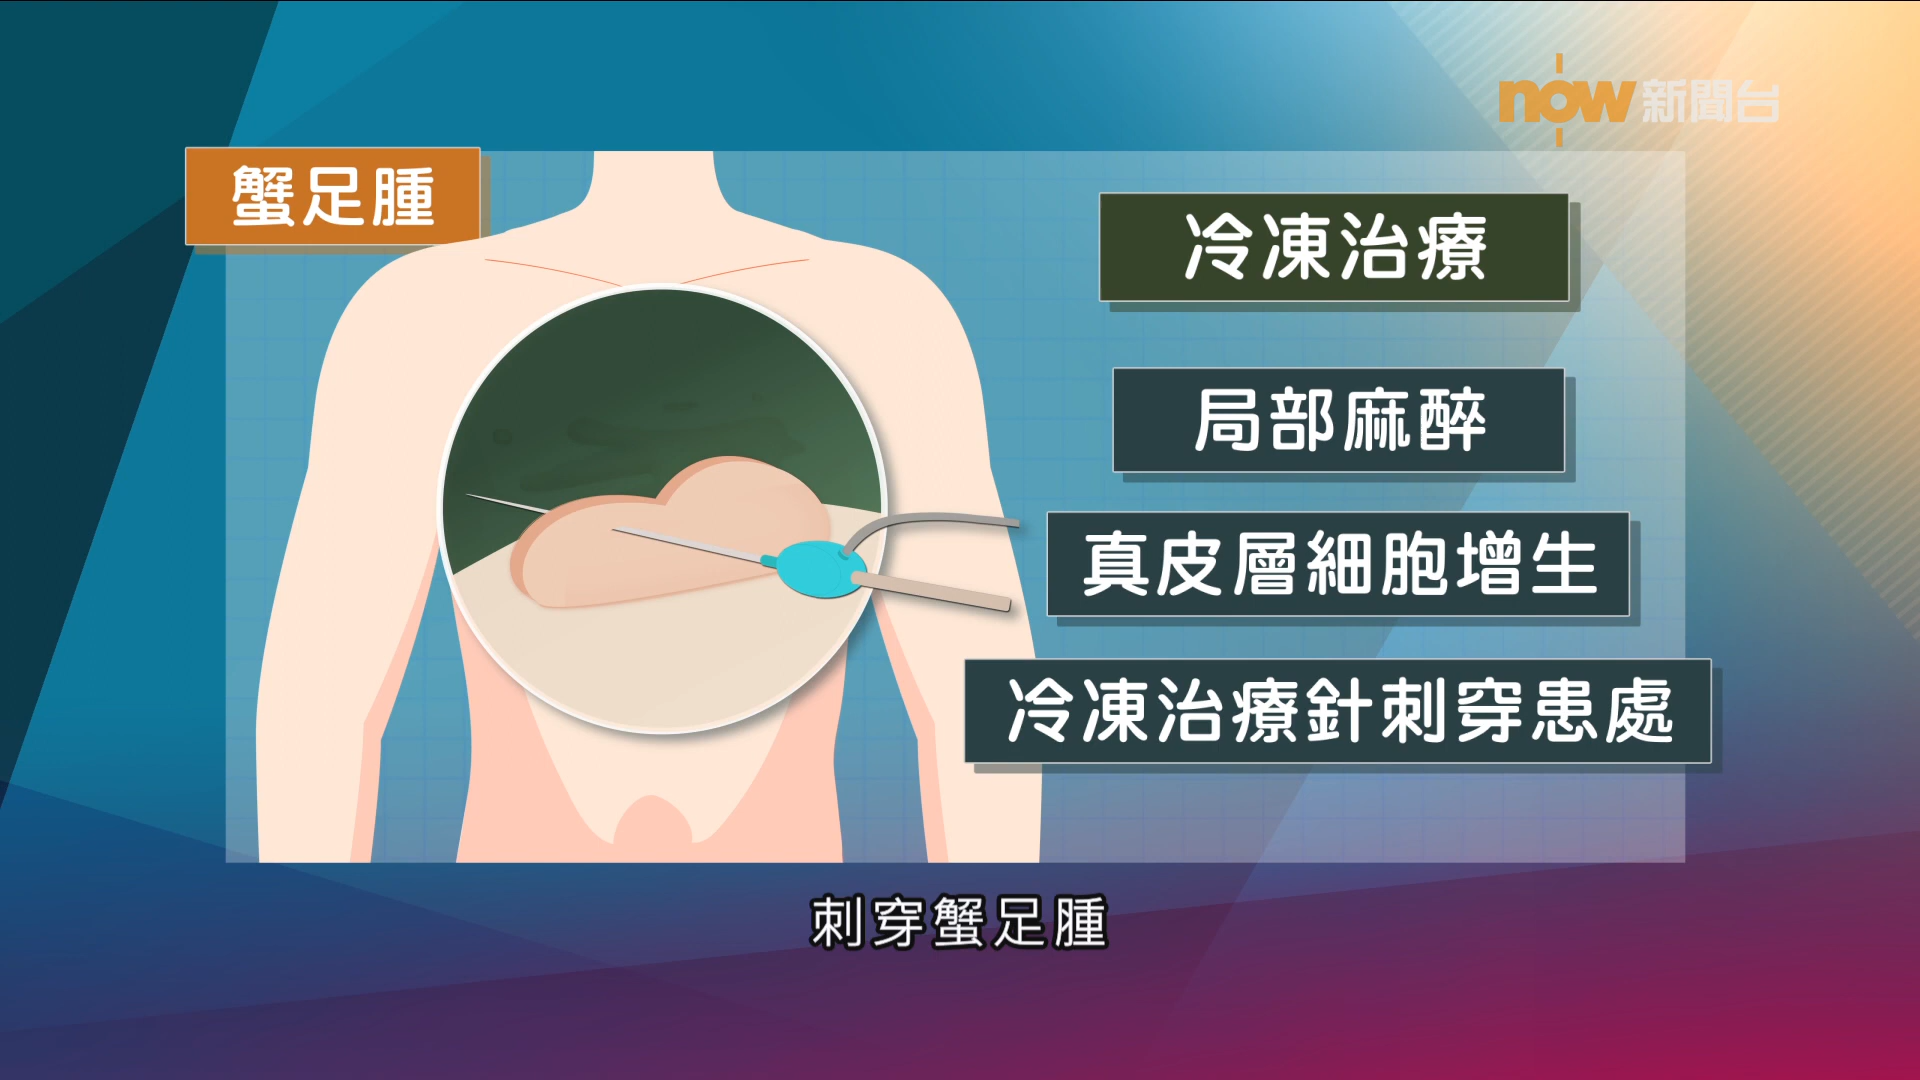 now新聞台
蟹足腫
冷凍治療
局部麻醉
真皮層細胞增生
冷凍治療針刺穿患處
刺穿蟹足腫